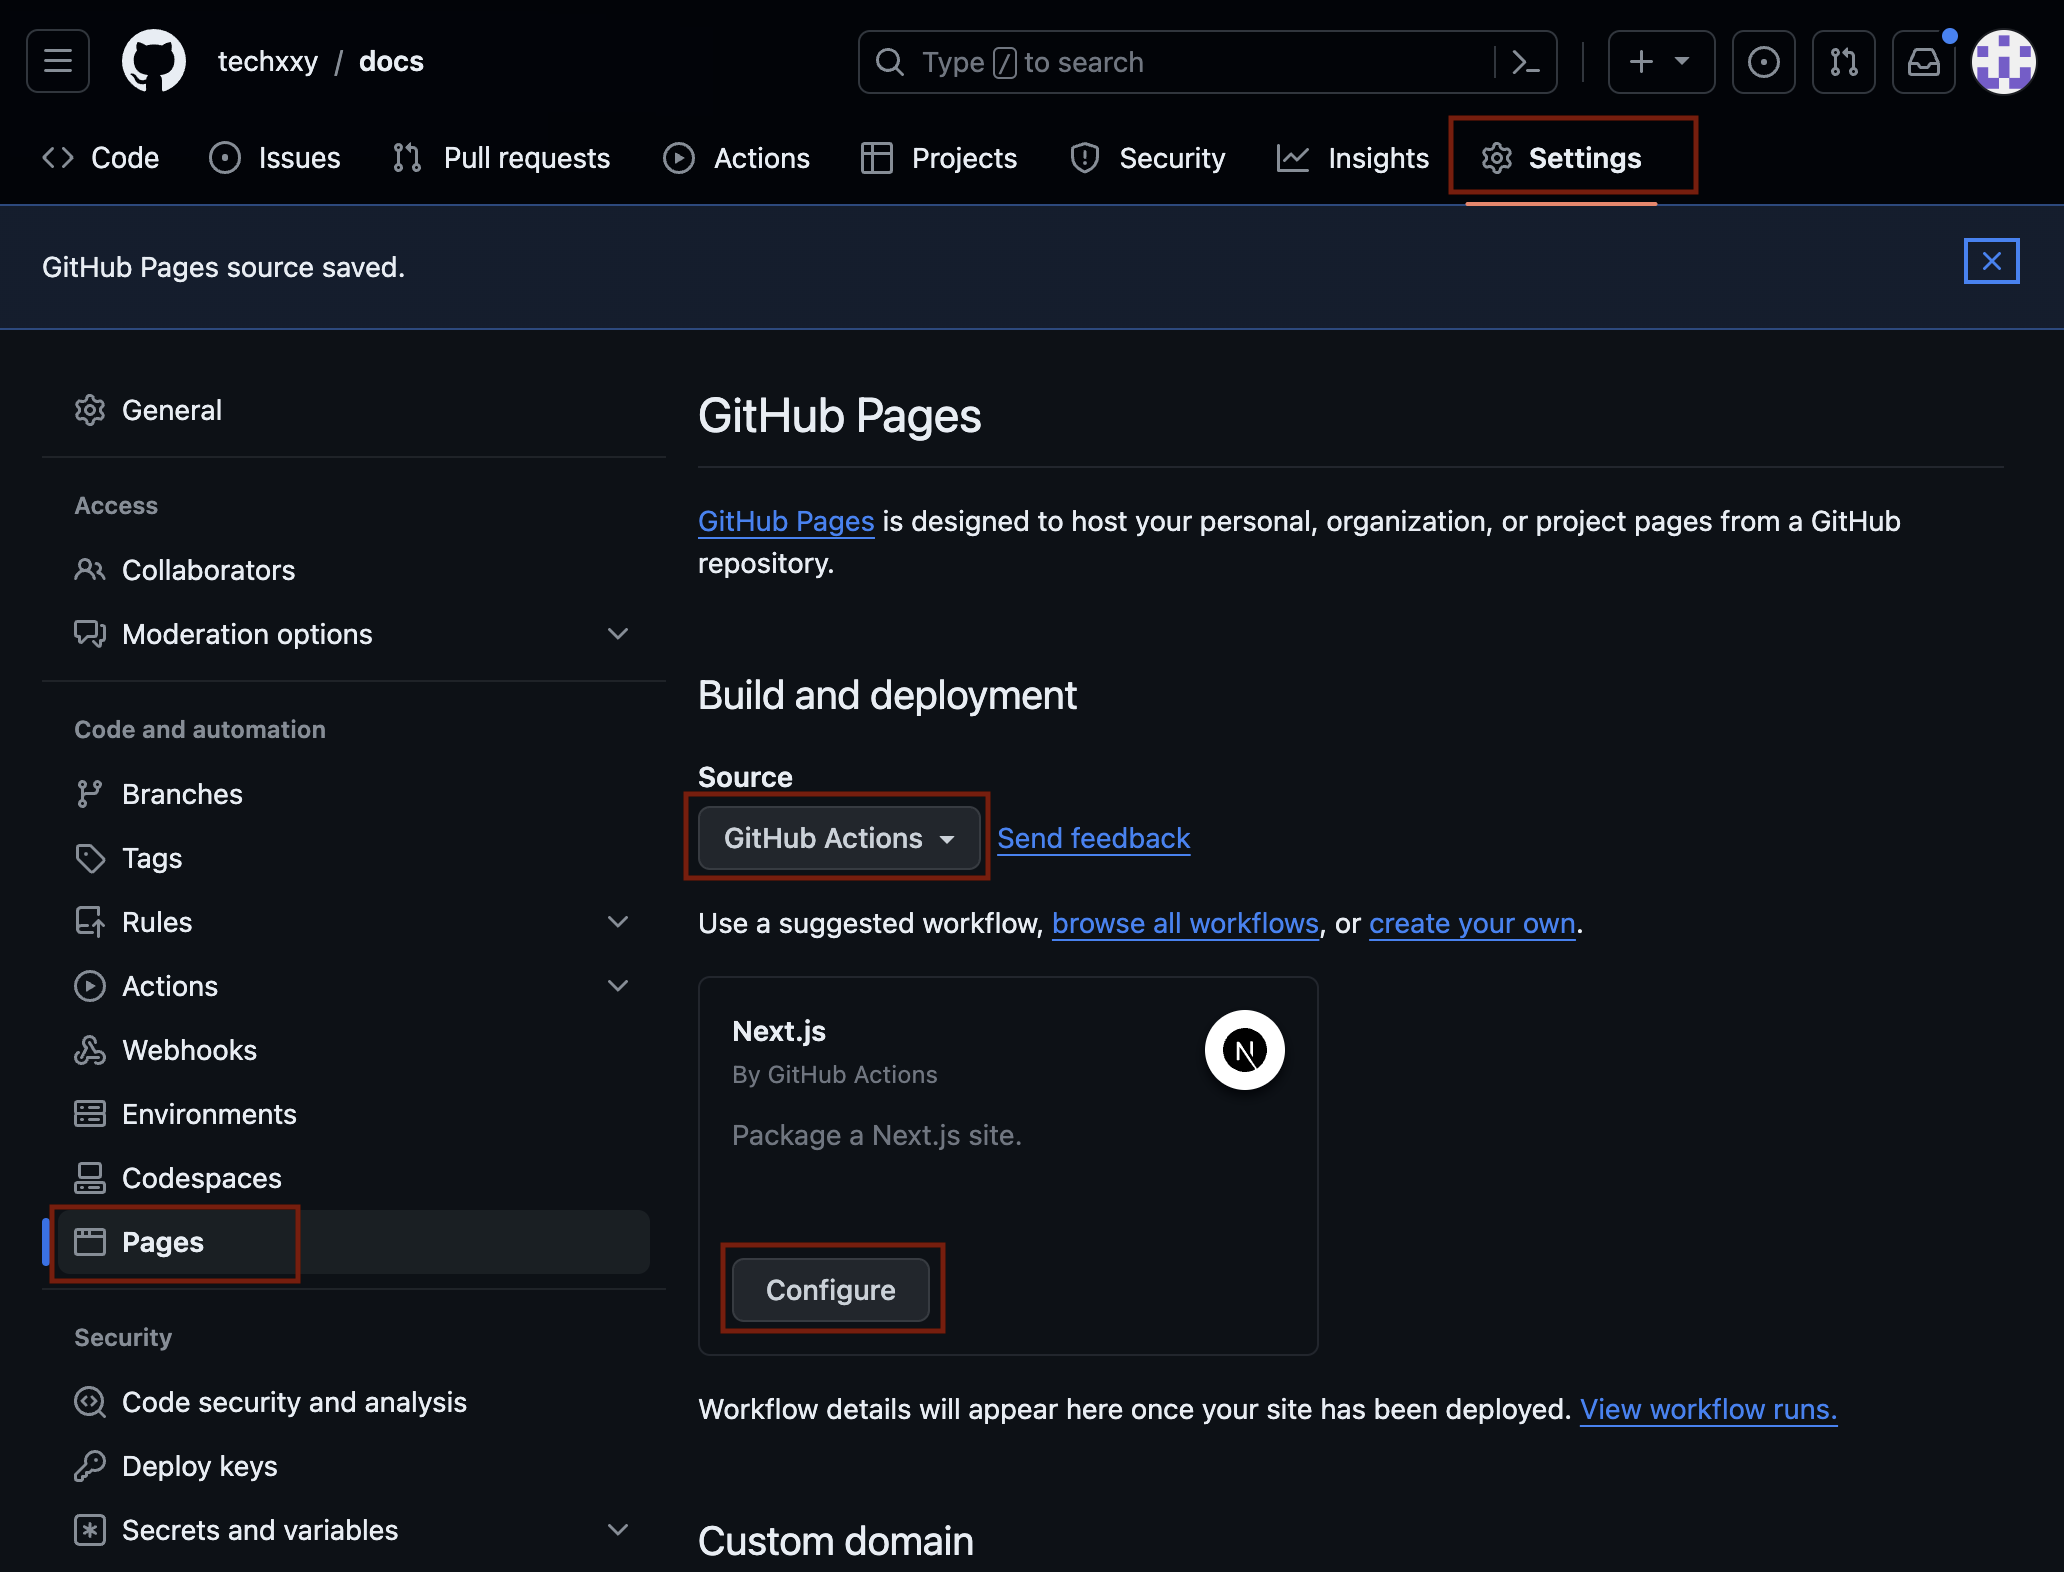 techxxy / docs
Type / to search
Code
Issues
Pull requests
Actions
Projects
Security
Insights
Settings
GitHub Pages source saved.
General
Access
Collaborators
Moderation options
Code and automation
Branches
Tags
Rules
Actions
Webhooks
Environments
Codespaces
Pages
Security
Code security and analysis
Deploy keys
Secrets and variables
GitHub Pages
GitHub Pages is designed to host your personal, organization, or project pages from a GitHub
repository.
Build and deployment
Source
GitHub Actions
Send feedback
Use a suggested workflow, browse all workflows, or create your own.
Next.js
By GitHub Actions
N
Package a Next.js site.
Configure
Workflow details will appear here once your site has been deployed. View workflow runs.
Custom domain